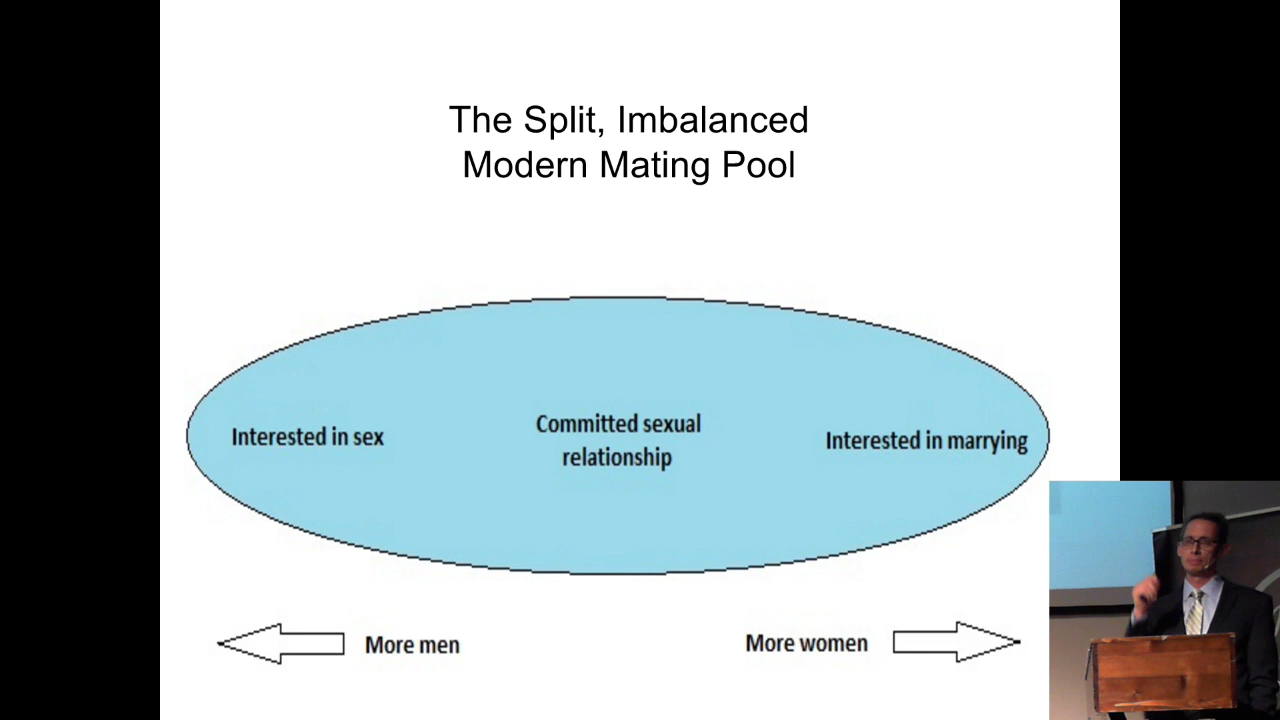 The Split, Imbalanced
Modern Mating Pool
Interested in sex
Committed sexual
relationship
Interested in marrying
More men
More women